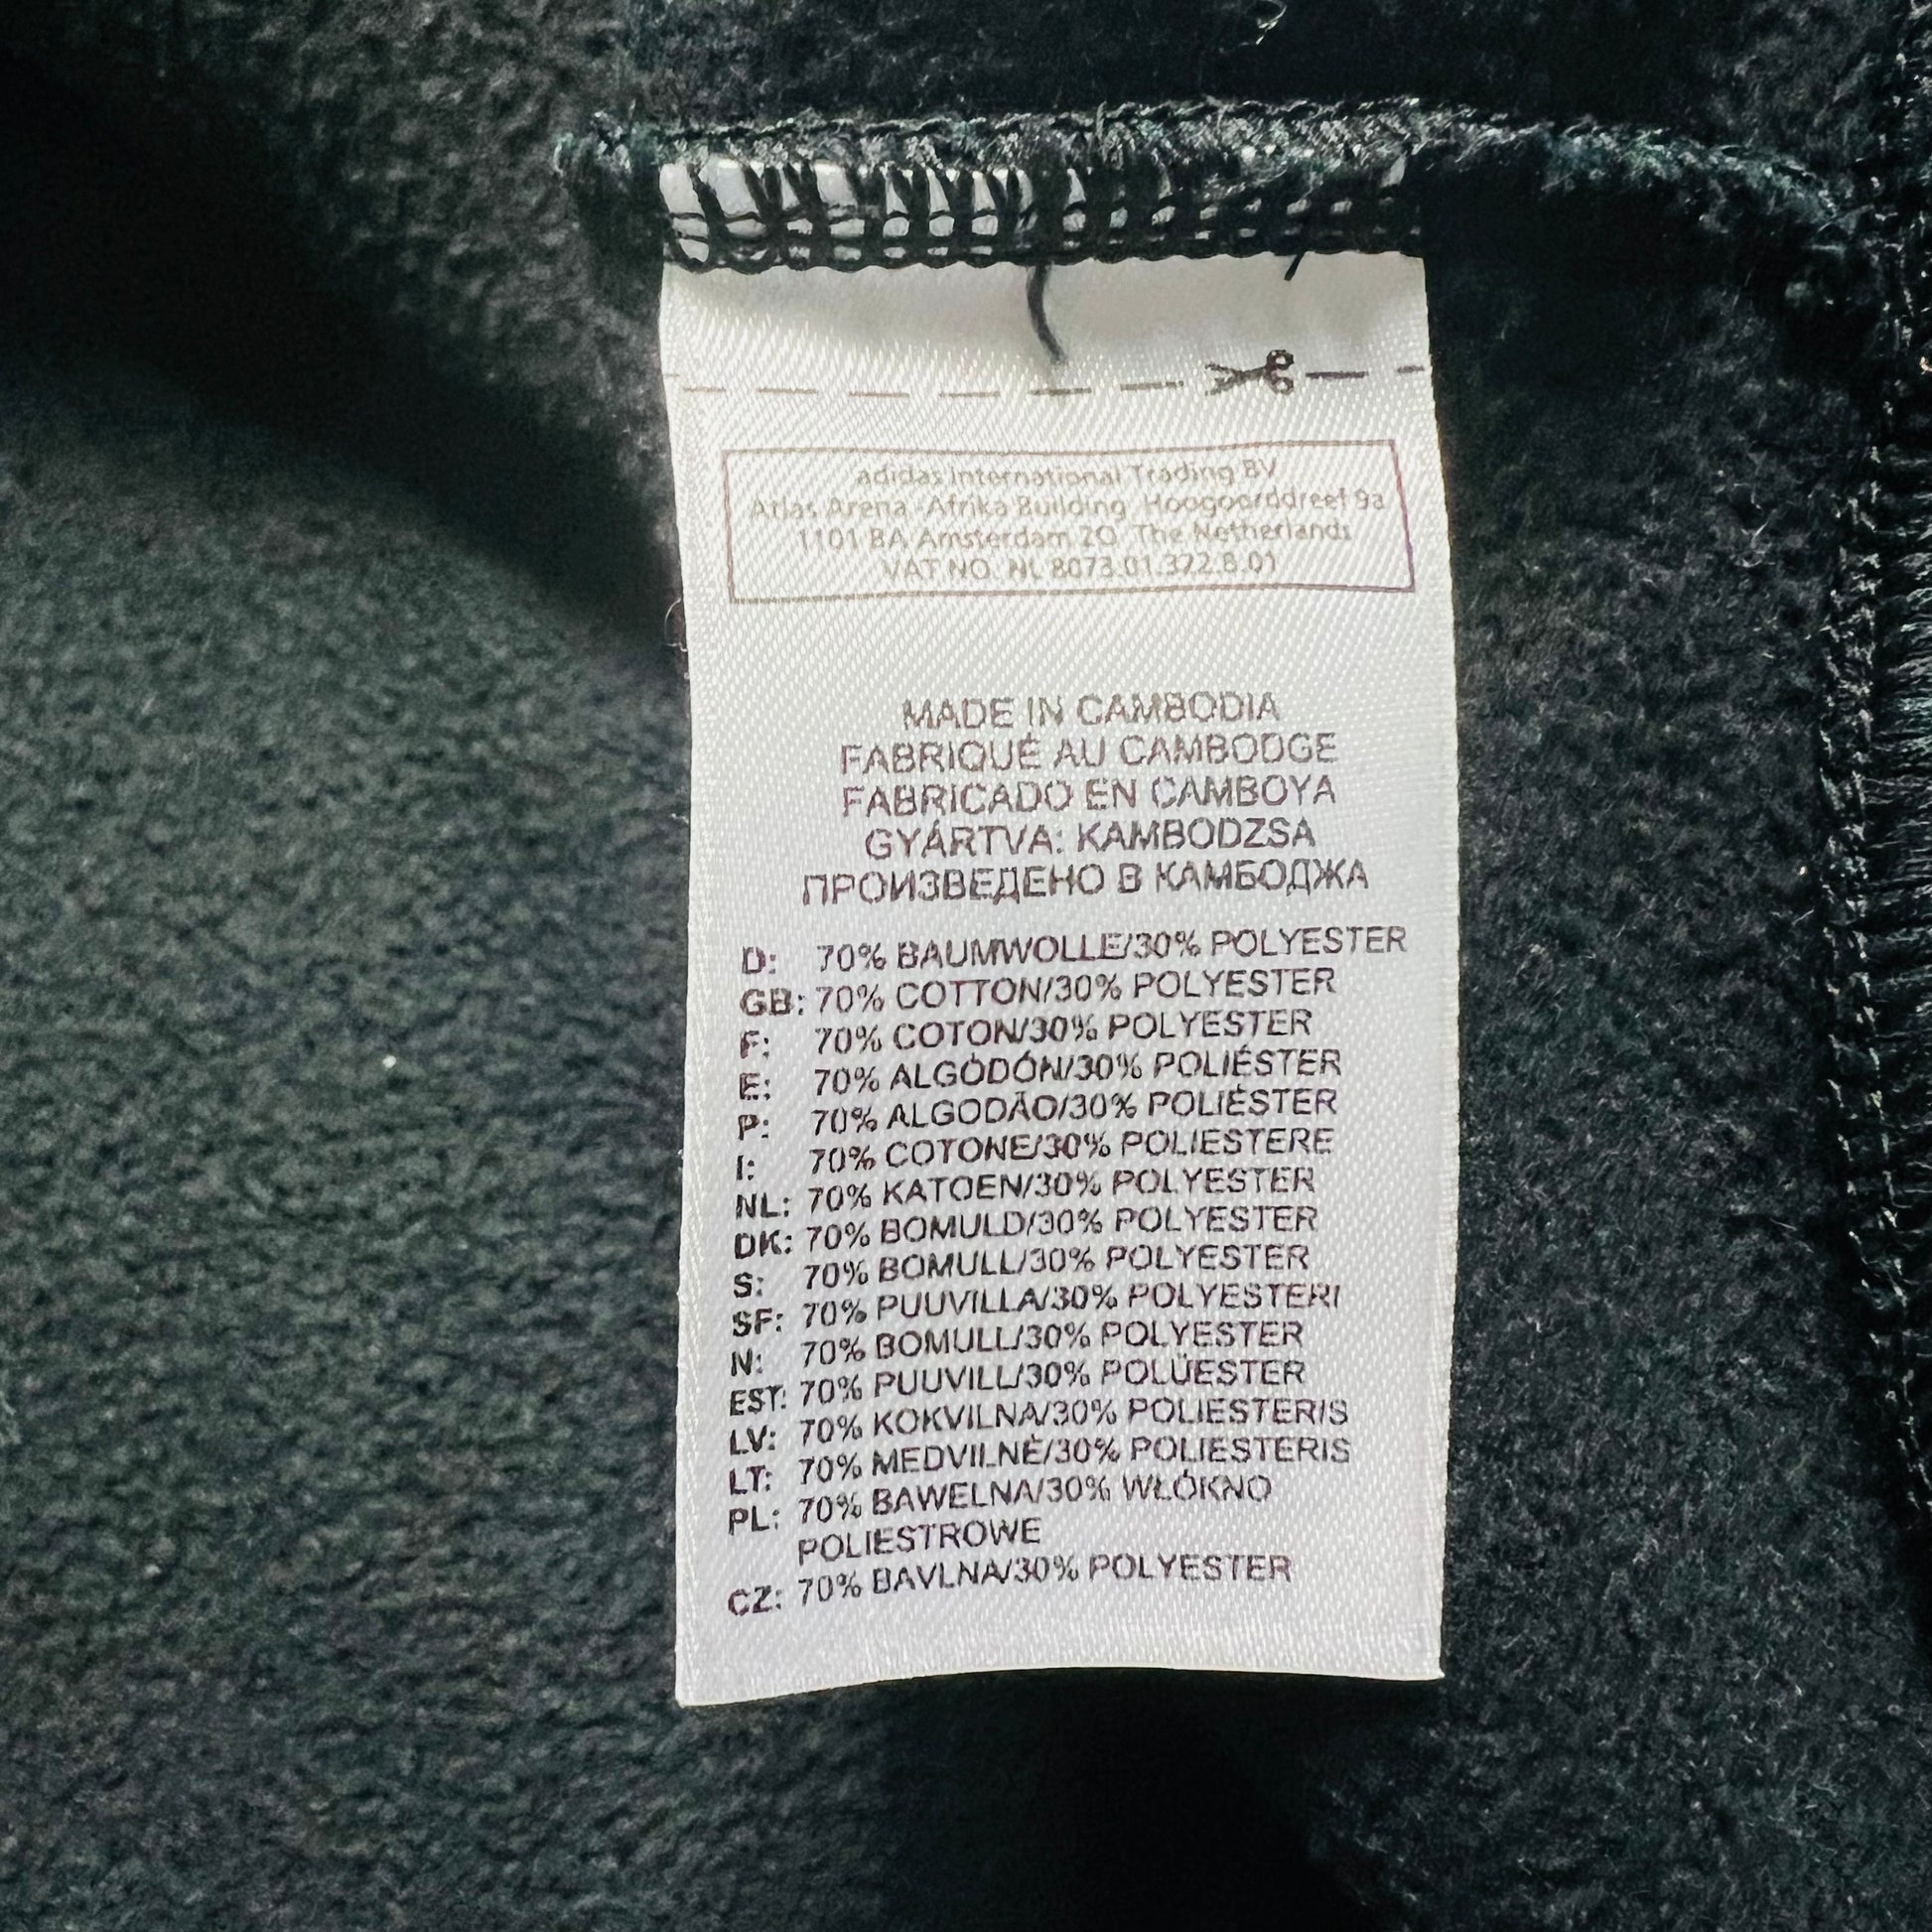 adidas International Trading BV
Atlas Arena-Afrika Building Hoogoorddreef 9a
1101 BA Amsterdam ZO The Netherlands
VAT NO. NL 8073.01.322.B.01
MADE IN CAMBODIA
FABRIQUÉ AU CAMBODGE
FABRICADO EN CAMBOYA
GYÁRTVA: KAMBODZSA
ПРОИЗВЕДЕНО В КАМБОДЖА
D: 70% BAUMWOLLE/30% POLYESTER
GB: 70% COTTON/30% POLYESTER
F: 70% COTON/30% POLYESTER
E: 70% ALGÓDÓN/30% POLIÉSTER
P: 70% ALGODÃO/30% POLIÉSTER
I: 70% COTONE/30% POLIESTERE
NL: 70% KATOEN/30% POLYESTER
DK: 70% BOMULD/30% POLYESTER
S: 70% BOMULL/30% POLYESTER
SF: 70% PUUVILLA/30% POLYESTERI
N: 70% BOMULL/30% POLYESTER
EST: 70% PUUVILL/30% POLÜESTER
LV: 70% KOKVILNA/30% POLIESTERIS
LT: 70% MEDVILNĖ/30% POLIESTERIS
PL: 70% BAWEŁNA/30% WŁÓKNO
POLIESTROWE
CZ: 70% BAVLNA/30% POLYESTER